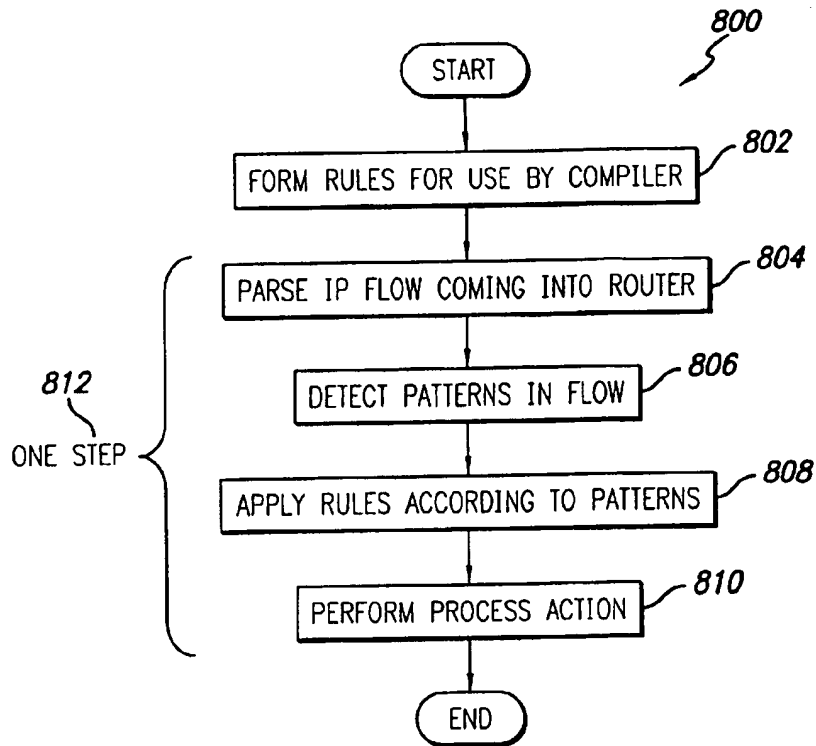 800
START
802
FORM RULES FOR USE BY COMPILER
804
PARSE IP FLOW COMING INTO ROUTER
806
DETECT PATTERNS IN FLOW
812
ONE STEP
808
APPLY RULES ACCORDING TO PATTERNS
810
PERFORM PROCESS ACTION
END